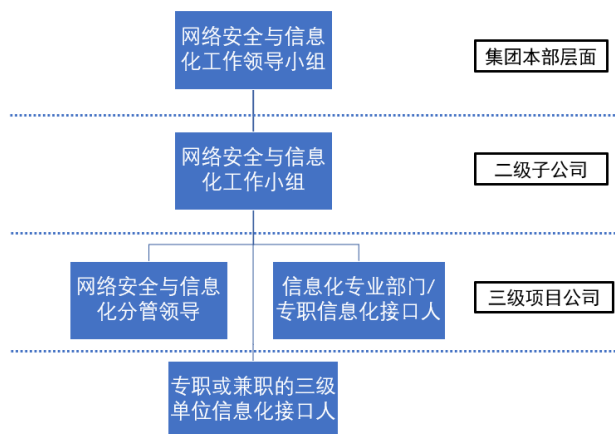 网络安全与信息
化工作领导小组
集团本部层面
网络安全与信息
化工作小组
二级子公司
网络安全与信息
化分管领导
信息化专业部门/
专职信息化接口人
三级项目公司
专职或兼职的三级
单位信息化接口人